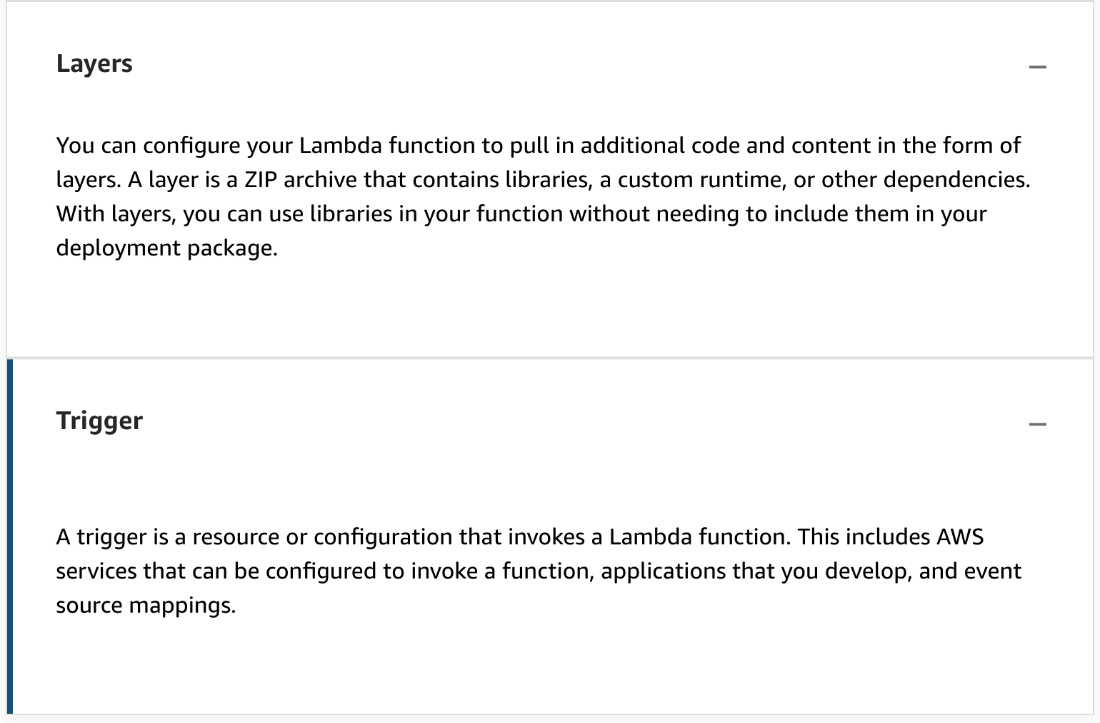 Layers
You can configure your Lambda function to pull in additional code and content in the form of
layers. A layer is a ZIP archive that contains libraries, a custom runtime, or other dependencies.
With layers, you can use libraries in your function without needing to include them in your
deployment package.
Trigger
A trigger is a resource or configuration that invokes a Lambda function. This includes AWS
services that can be configured to invoke a function, applications that you develop, and event
source mappings.